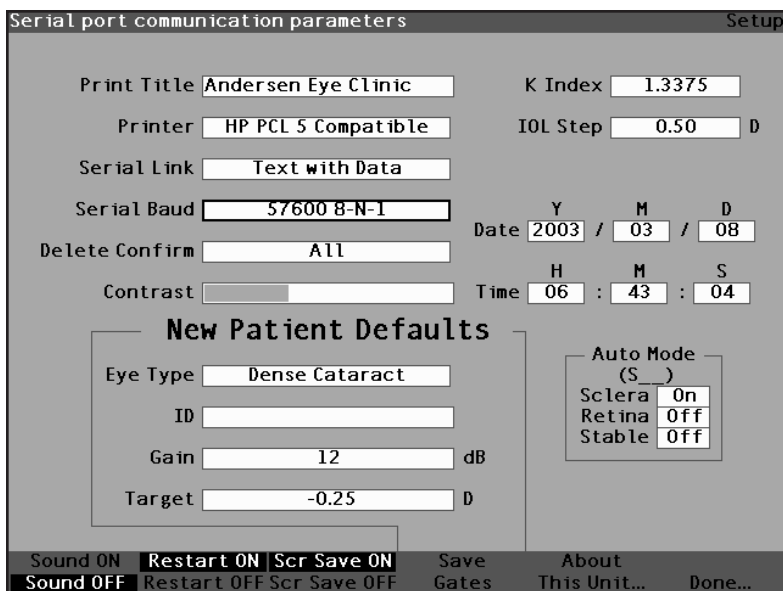 Serial port communication parameters Setup
Print Title Andersen Eye Clinic K Index 1.3375
Printer HP PCL 5 Compatible IOL Step 0.50 D
Serial Link Text with Data
Serial Baud 57600 8-N-1
Y M D
Date 2003 / 03 / 08
Delete Confirm All
H M S
Contrast Time 06 : 43 : 04
New Patient Defaults
Auto Mode
(S__)
Eye Type Dense Cataract
Sclera On
ID Retina Off
Stable Off
Gain 12 dB
Target -0.25 D
Sound ON Restart ON Scr Save ON Save About
Sound OFF Restart OFF Scr Save OFF Gates This Unit... Done...